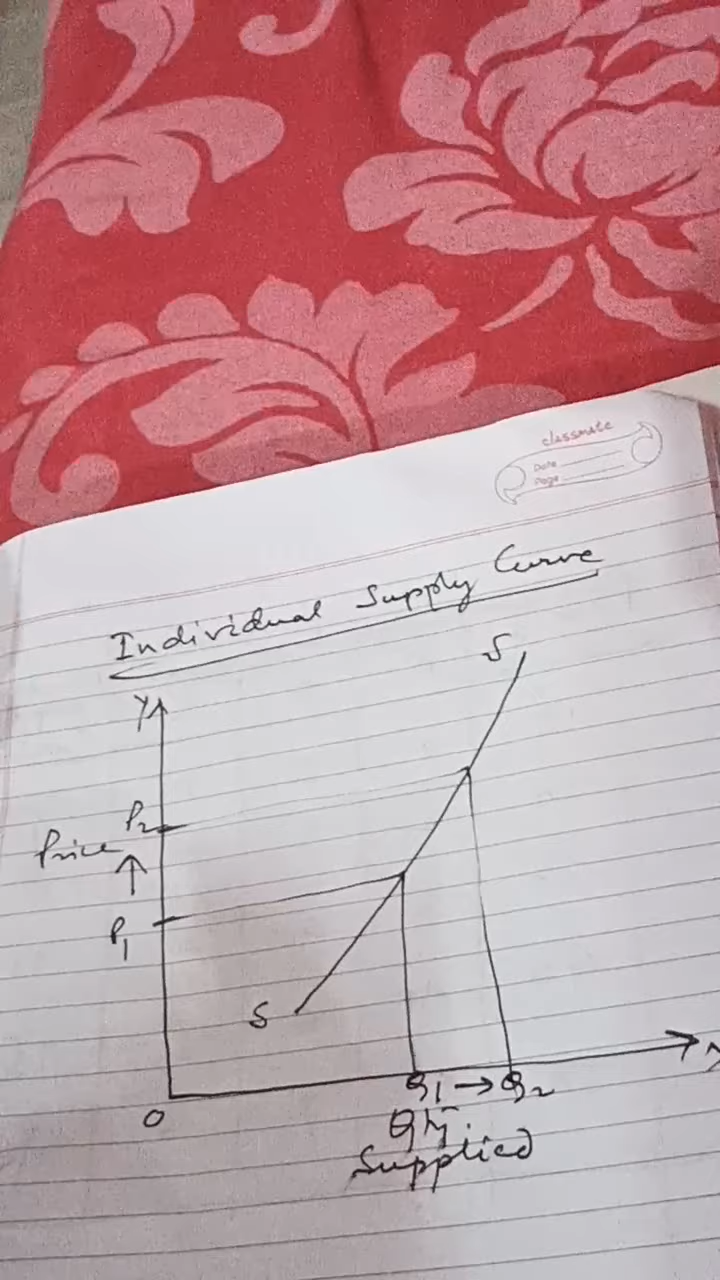 classmate
Date
Page
Individual Supply Curve
S
Y
P2
Price
P1
S
O
Q1 → Q2
X
Qty.
Supplied